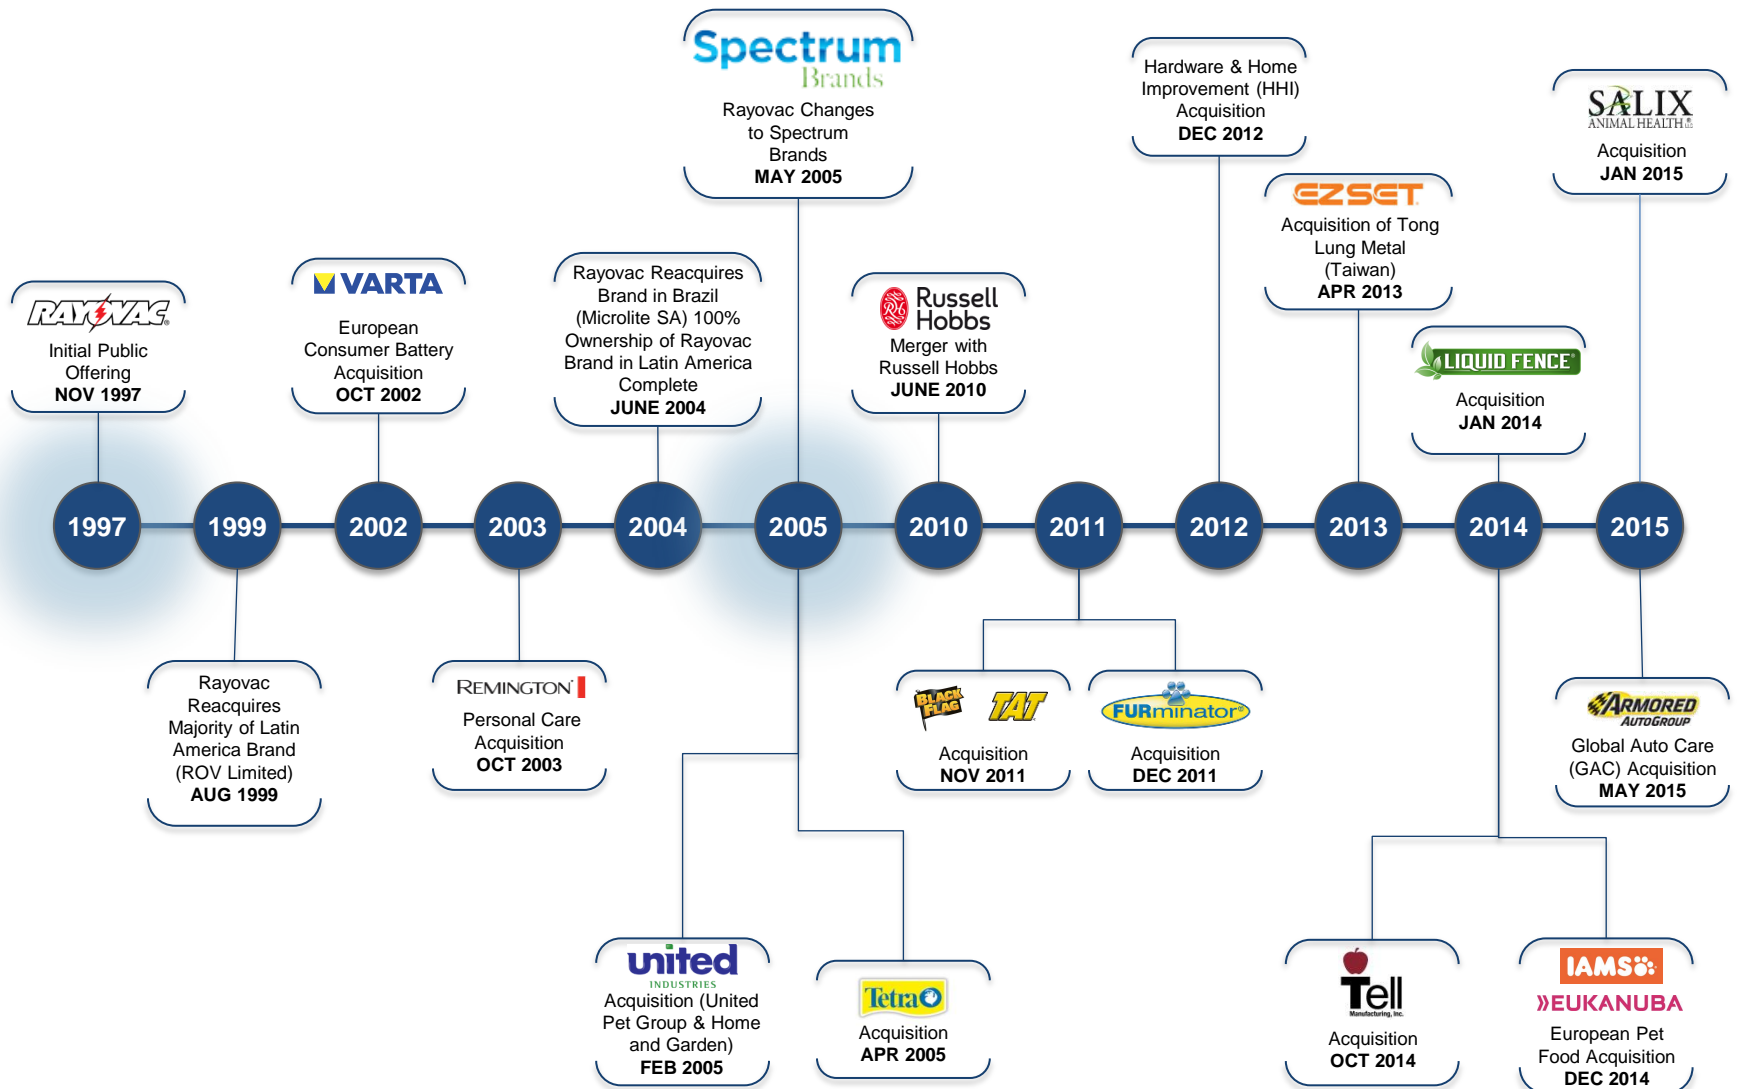 Spectrum
Brands
Rayovac Changes
to Spectrum
Brands
MAY 2005
Hardware & Home
Improvement (HHI)
Acquisition
DEC 2012
SALIX
ANIMAL HEALTH
Acquisition
JAN 2015
EZSET
Acquisition of Tong
Lung Metal
(Taiwan)
APR 2013
RAYOVAC
Initial Public
Offering
NOV 1997
VARTA
European
Consumer Battery
Acquisition
OCT 2002
Rayovac Reacquires
Brand in Brazil
(Microlite SA) 100%
Ownership of Rayovac
Brand in Latin America
Complete
JUNE 2004
Russell
Hobbs
Merger with
Russell Hobbs
JUNE 2010
LIQUID FENCE®
Acquisition
JAN 2014
1997
1999
2002
2003
2004
2005
2010
2011
2012
2013
2014
2015
Rayovac
Reacquires
Majority of Latin
America Brand
(ROV Limited)
AUG 1999
REMINGTON
Personal Care
Acquisition
OCT 2003
BLACK
FLAG
TAT
Acquisition
NOV 2011
FURminator®
Acquisition
DEC 2011
ARMORED
AUTOGROUP
Global Auto Care
(GAC) Acquisition
MAY 2015
united
INDUSTRIES
Acquisition (United
Pet Group & Home
and Garden)
FEB 2005
Tetra
Acquisition
APR 2005
Tell
Manufacturing, Inc.
Acquisition
OCT 2014
IAMS
EUKANUBA
European Pet
Food Acquisition
DEC 2014